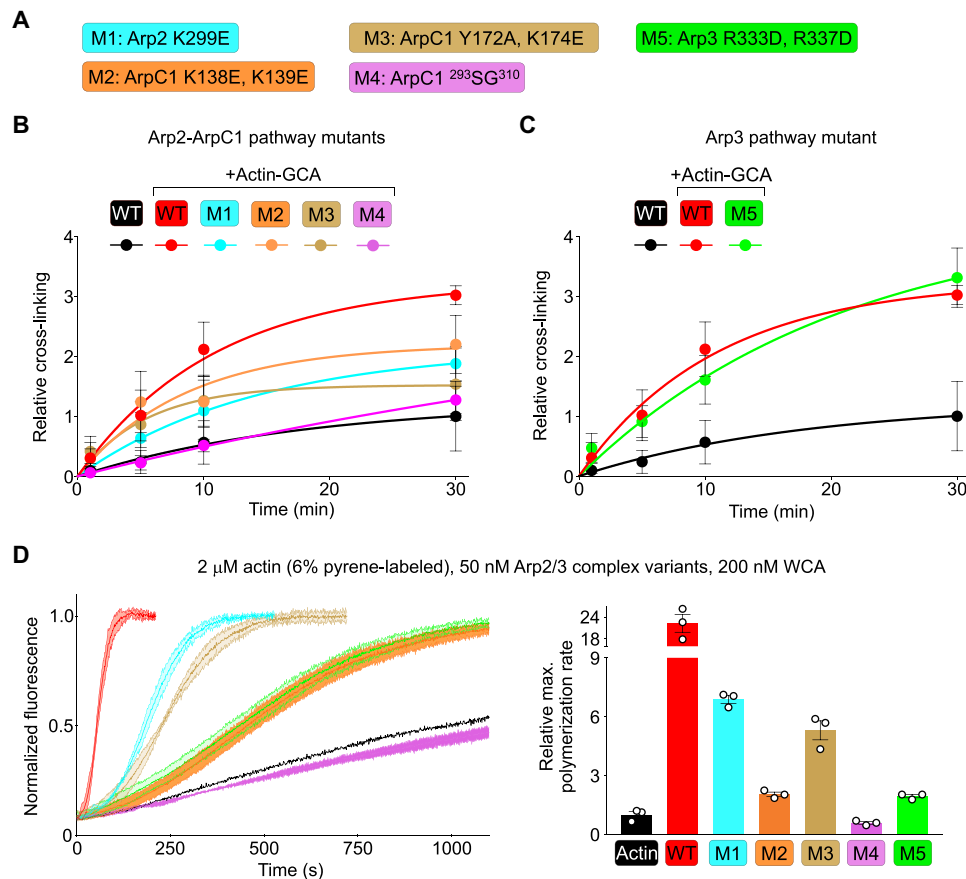 A
M1: Arp2 K299E
M3: ArpC1 Y172A, K174E
M5: Arp3 R333D, R337D
M2: ArpC1 K138E, K139E
M4: ArpC1 ²⁹³SG³¹⁰
B
Arp2-ArpC1 pathway mutants
+Actin-GCA
WT WT M1 M2 M3 M4
Relative cross-linking
4
3
2
1
0
0 10 20 30
Time (min)
C
Arp3 pathway mutant
+Actin-GCA
WT WT M5
Relative cross-linking
4
3
2
1
0
0 10 20 30
Time (min)
D
2 μM actin (6% pyrene-labeled), 50 nM Arp2/3 complex variants, 200 nM WCA
Normalized fluorescence
1.0
0.5
0
0 250 500 750 1000
Time (s)
Relative max.
polymerization rate
24
18
9
6
3
0
Actin WT M1 M2 M3 M4 M5